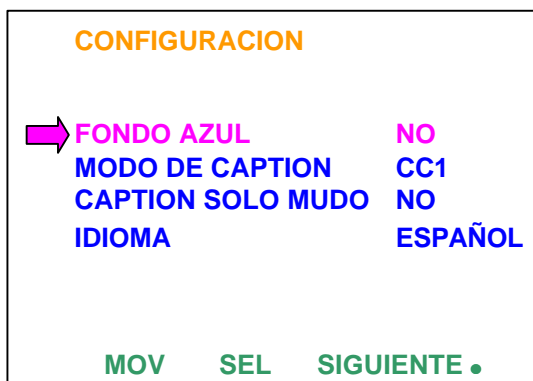 CONFIGURACION
FONDO AZUL NO
MODO DE CAPTION CC1
CAPTION SOLO MUDO NO
IDIOMA ESPAÑOL
MOV SEL SIGUIENTE